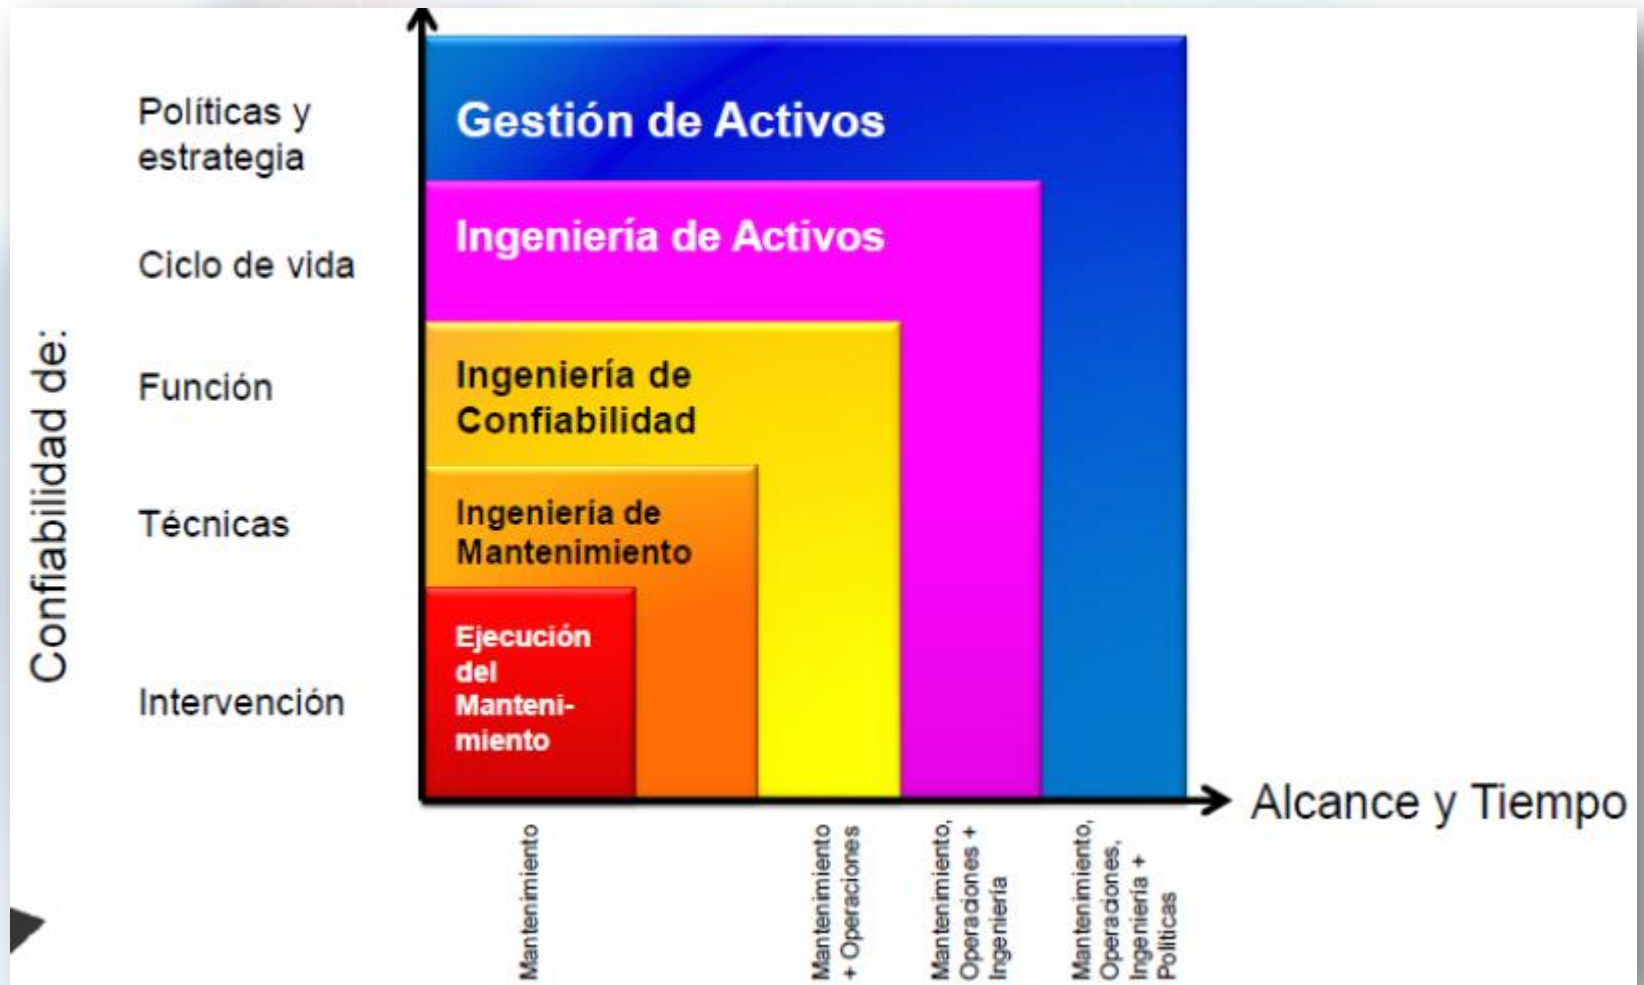 Confiabilidad de:
Políticas y
estrategia
Ciclo de vida
Función
Técnicas
Intervención
Gestión de Activos
Ingeniería de Activos
Ingeniería de
Confiabilidad
Ingeniería de
Mantenimiento
Ejecución
del
Manteni-
miento
Alcance y Tiempo
Mantenimiento
Mantenimiento
+ Operaciones
Mantenimiento,
Operaciones +
Ingeniería
Mantenimiento,
Operaciones,
Ingeniería +
Políticas